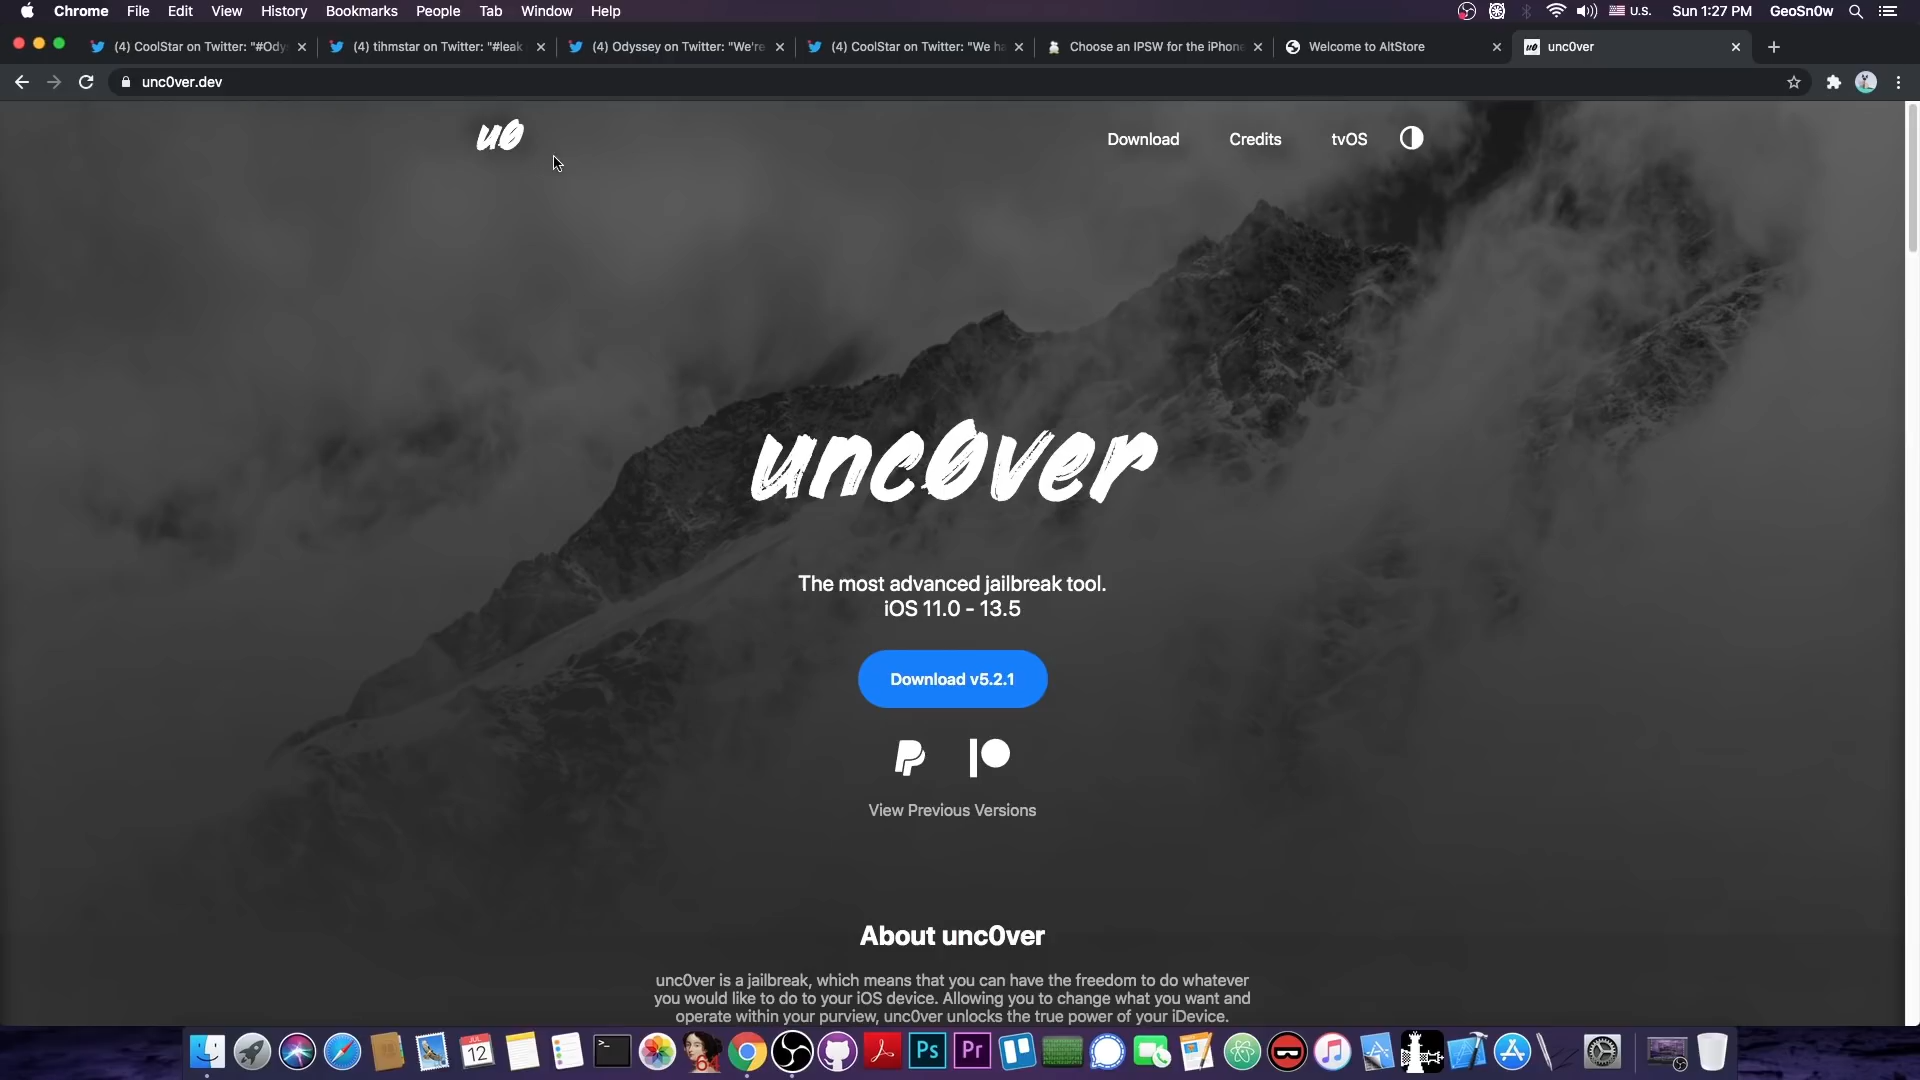 Chrome File Edit View History Bookmarks People Tab Window Help U.S. Sun 1:27 PM GeoSn0w
(4) CoolStar on Twitter: "#Ody (4) tihmstar on Twitter: "#leak (4) Odyssey on Twitter: "We're (4) CoolStar on Twitter: "We ha Choose an IPSW for the iPhone Welcome to AltStore u0 unc0ver
unc0ver.dev
u0 Download Credits tvOS
unc0ver
The most advanced jailbreak tool.
iOS 11.0 - 13.5
Download v5.2.1
View Previous Versions
About unc0ver
unc0ver is a jailbreak, which means that you can have the freedom to do whatever
you would like to do to your iOS device. Allowing you to change what you want and
operate within your purview, unc0ver unlocks the true power of your iDevice.
JUL
12
64
Ps
Pr